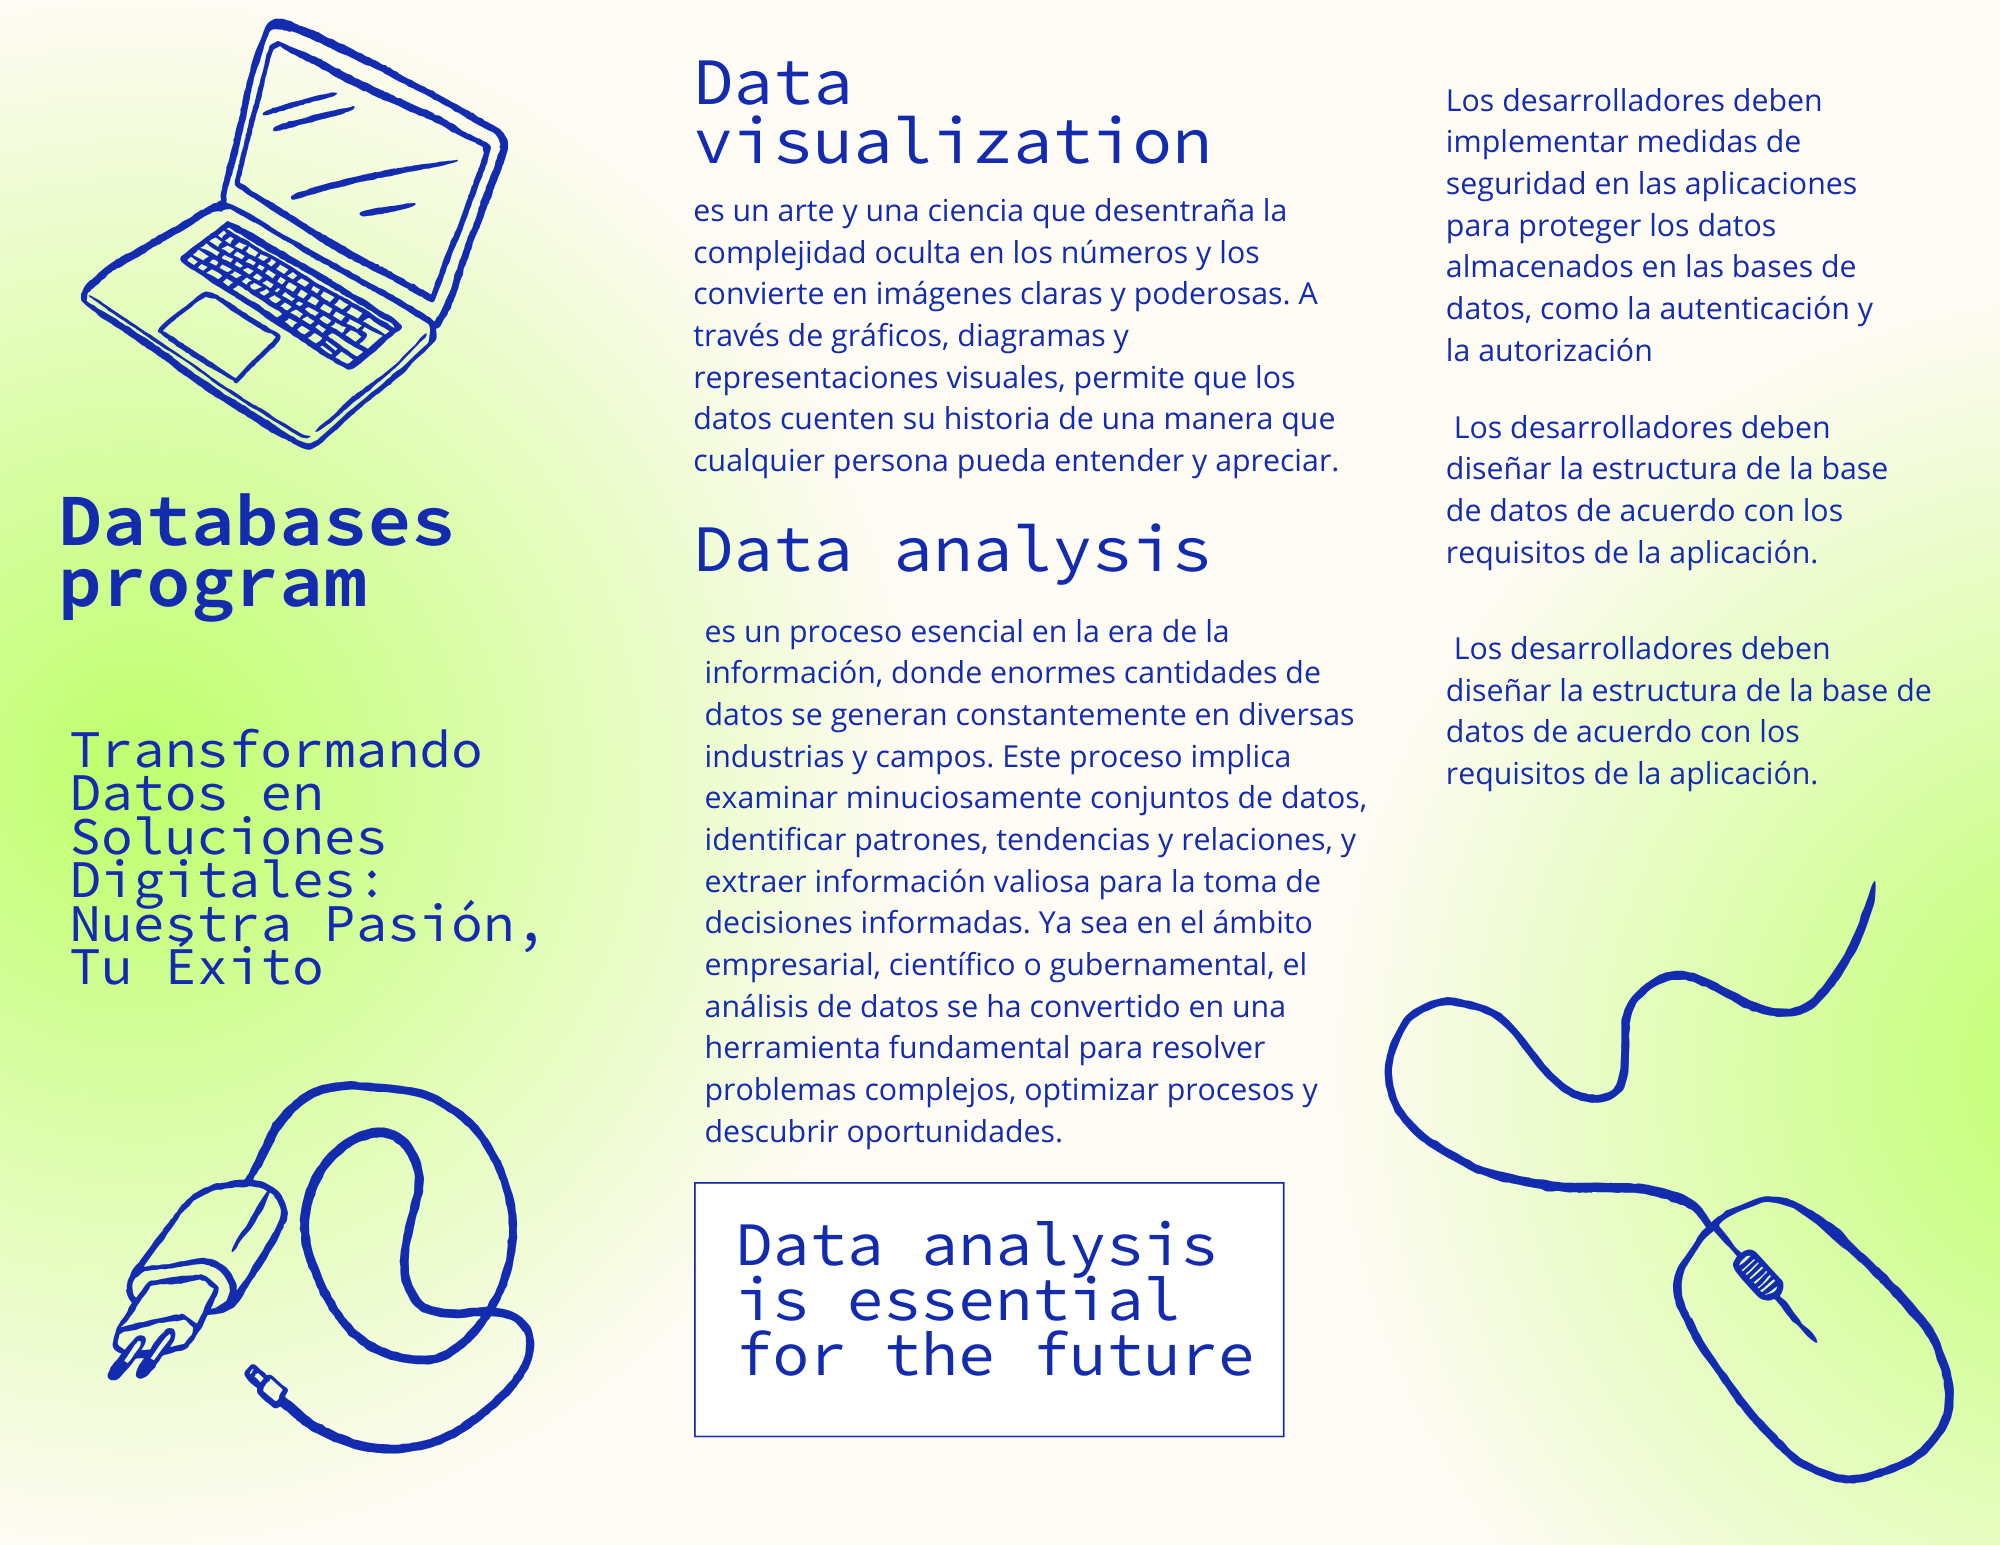 Databases
program
Transformando
Datos en
Soluciones
Digitales:
Nuestra Pasión,
Tu Éxito
Data
visualization
es un arte y una ciencia que desentraña la
complejidad oculta en los números y los
convierte en imágenes claras y poderosas. A
través de gráficos, diagramas y
representaciones visuales, permite que los
datos cuenten su historia de una manera que
cualquier persona pueda entender y apreciar.
Data analysis
es un proceso esencial en la era de la
información, donde enormes cantidades de
datos se generan constantemente en diversas
industrias y campos. Este proceso implica
examinar minuciosamente conjuntos de datos,
identificar patrones, tendencias y relaciones, y
extraer información valiosa para la toma de
decisiones informadas. Ya sea en el ámbito
empresarial, científico o gubernamental, el
análisis de datos se ha convertido en una
herramienta fundamental para resolver
problemas complejos, optimizar procesos y
descubrir oportunidades.
Data analysis
is essential
for the future
Los desarrolladores deben
implementar medidas de
seguridad en las aplicaciones
para proteger los datos
almacenados en las bases de
datos, como la autenticación y
la autorización
Los desarrolladores deben
diseñar la estructura de la base
de datos de acuerdo con los
requisitos de la aplicación.
Los desarrolladores deben
diseñar la estructura de la base de
datos de acuerdo con los
requisitos de la aplicación.